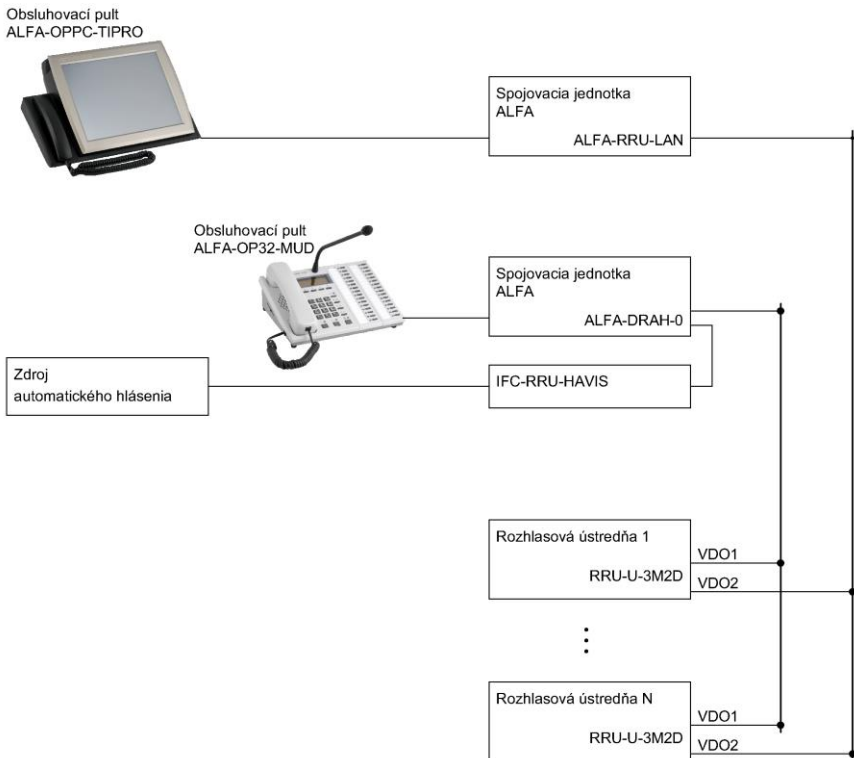 Obsluhovací pult
ALFA-OPPC-TIPRO
Spojovacia jednotka
ALFA
ALFA-RRU-LAN
Obsluhovací pult
ALFA-OP32-MUD
Spojovacia jednotka
ALFA
ALFA-DRAH-0
Zdroj
automatického hlásenia
IFC-RRU-HAVIS
Rozhlasová ústredňa 1
RRU-U-3M2D
VDO1
VDO2
Rozhlasová ústredňa N
RRU-U-3M2D
VDO1
VDO2